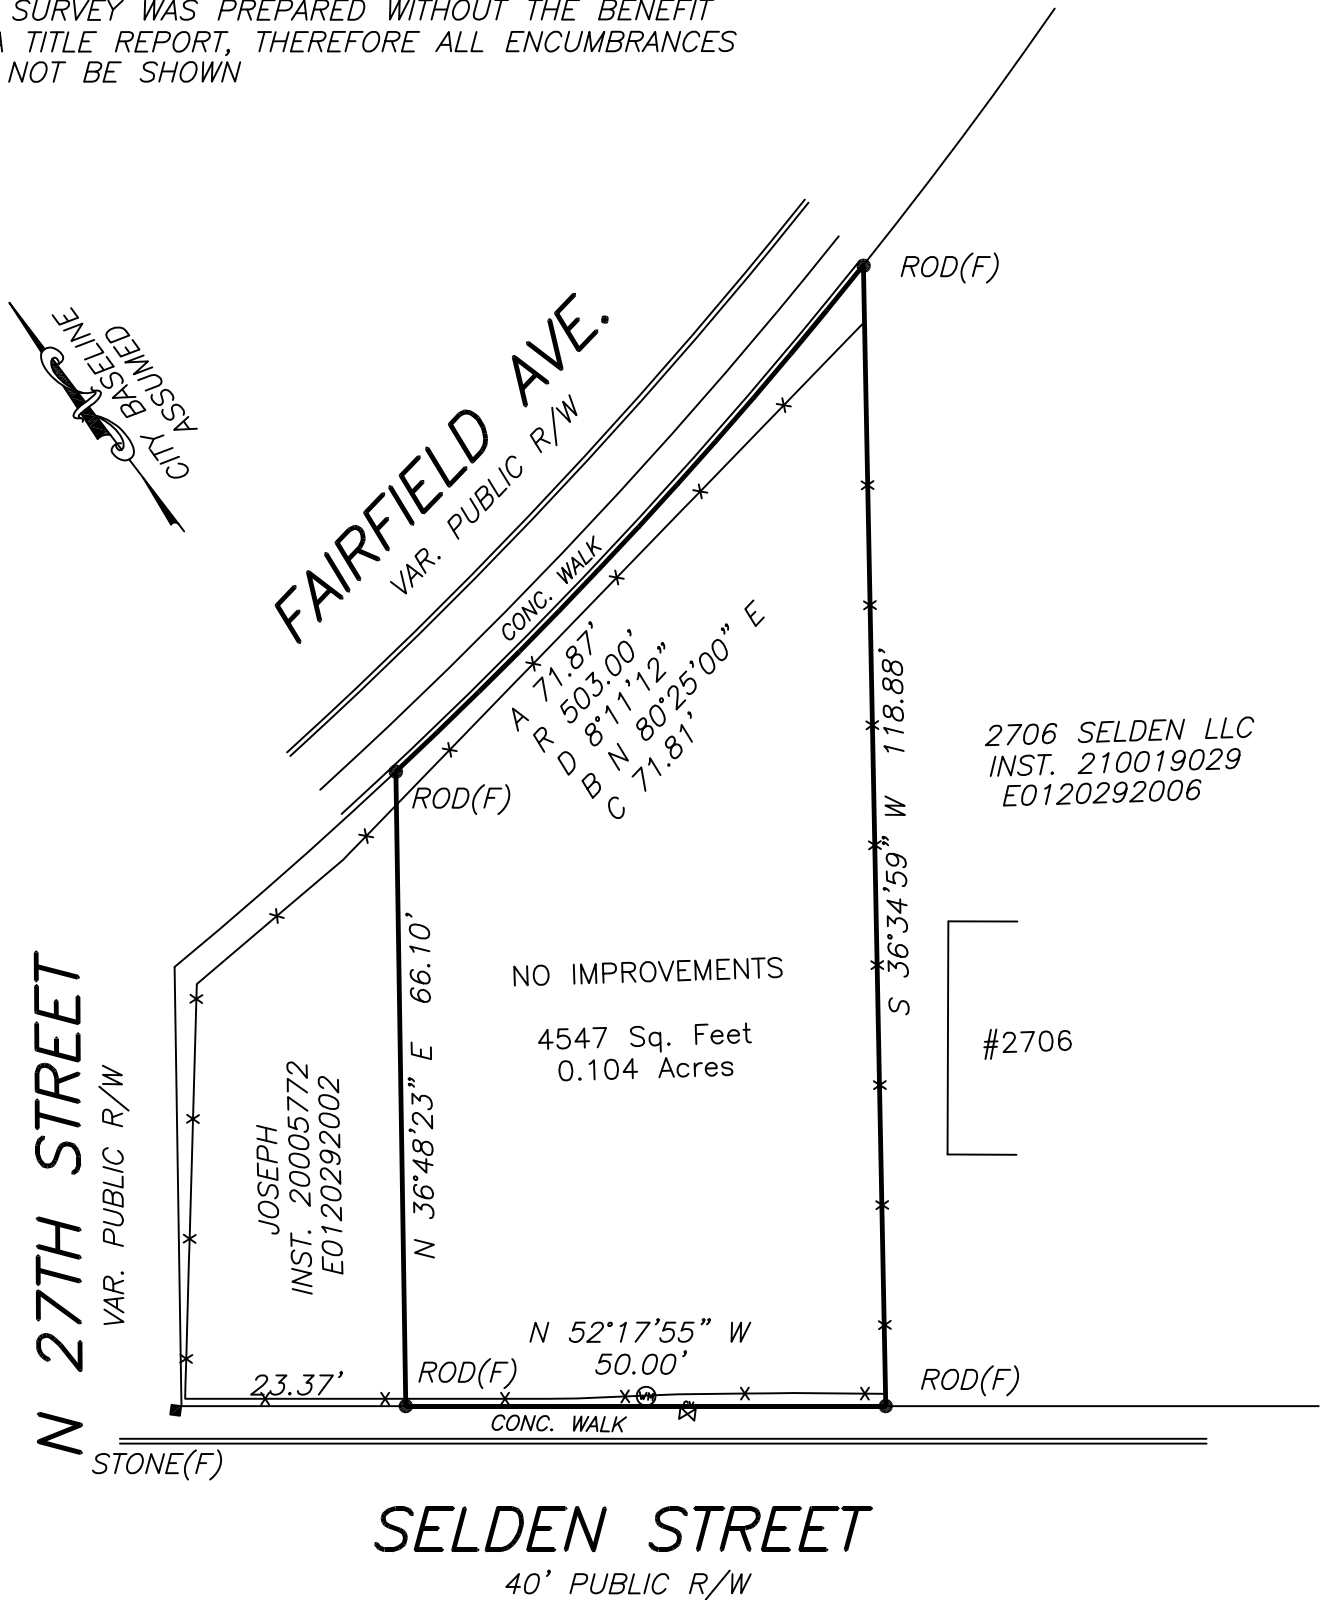 SURVEY WAS PREPARED WITHOUT THE BENEFIT
A TITLE REPORT, THEREFORE ALL ENCUMBRANCES
NOT BE SHOWN
CITY BASELINE
ASSUMED
ROD(F)
FAIRFIELD AVE.
VAR. PUBLIC R/W
CONC. WALK
A 71.87'
R 503.00'
D 8°11'12"
B N 80°25'00" E
C 71.81'
ROD(F)
S 36°34'59" W 118.88'
2706 SELDEN LLC
INST. 210019029
E0120292006
N 36°48'23" E 66.10'
NO IMPROVEMENTS
4547 Sq. Feet
0.104 Acres
#2706
N 27TH STREET
VAR. PUBLIC R/W
JOSEPH
INST. 20005772
E0120292002
N 52°17'55" W
50.00'
23.37'
ROD(F)
ROD(F)
WM
CONC. WALK
STONE(F)
SELDEN STREET
40' PUBLIC R/W